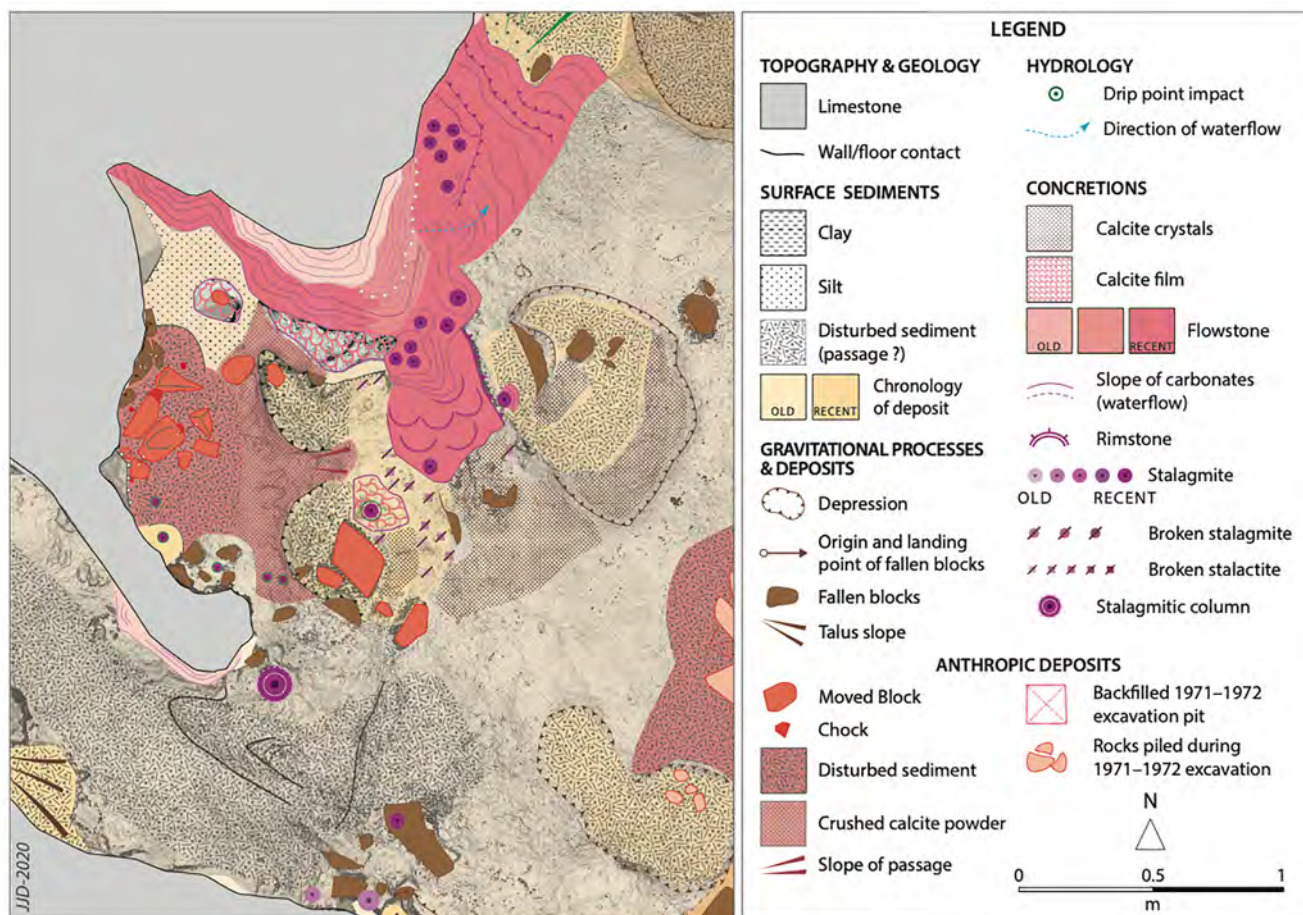 JJD-2020
LEGEND
TOPOGRAPHY & GEOLOGY
Limestone
Wall/floor contact
SURFACE SEDIMENTS
Clay
Silt
Disturbed sediment
(passage ?)
OLD
RECENT
Chronology
of deposit
GRAVITATIONAL PROCESSES
& DEPOSITS
Depression
Origin and landing
point of fallen blocks
Fallen blocks
Talus slope
HYDROLOGY
Drip point impact
Direction of waterflow
CONCRETIONS
Calcite crystals
Calcite film
OLD
RECENT
Flowstone
Slope of carbonates
(waterflow)
Rimstone
Stalagmite
OLD RECENT
Broken stalagmite
Broken stalactite
Stalagmitic column
ANTHROPIC DEPOSITS
Moved Block
Chock
Disturbed sediment
Crushed calcite powder
Slope of passage
Backfilled 1971–1972
excavation pit
Rocks piled during
1971–1972 excavation
N
0 0.5 1
m